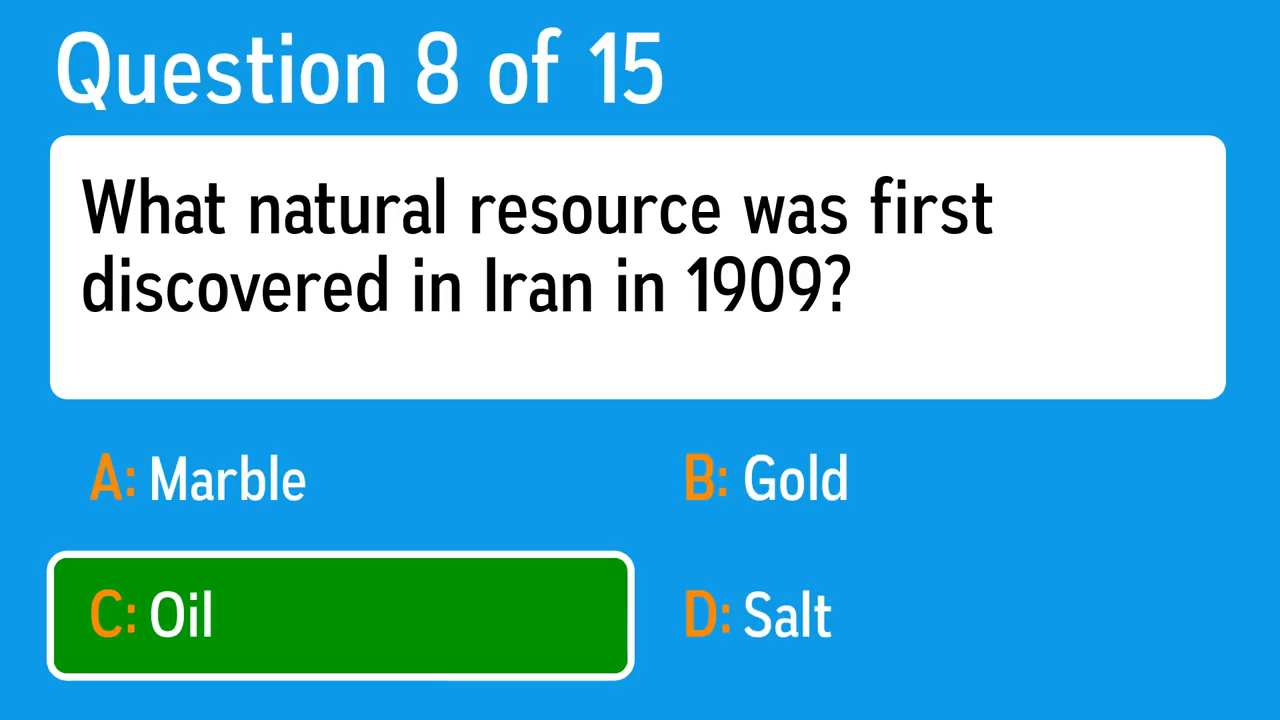 Question 8 of 15
What natural resource was first
discovered in Iran in 1909?
A: Marble
B: Gold
C: Oil
D: Salt